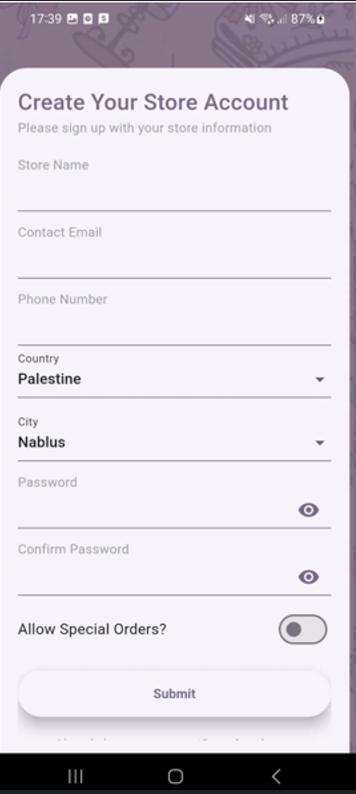 17:39
87%
Create Your Store Account
Please sign up with your store information
Store Name
Contact Email
Phone Number
Country
Palestine
City
Nablus
Password
Confirm Password
Allow Special Orders?
Submit